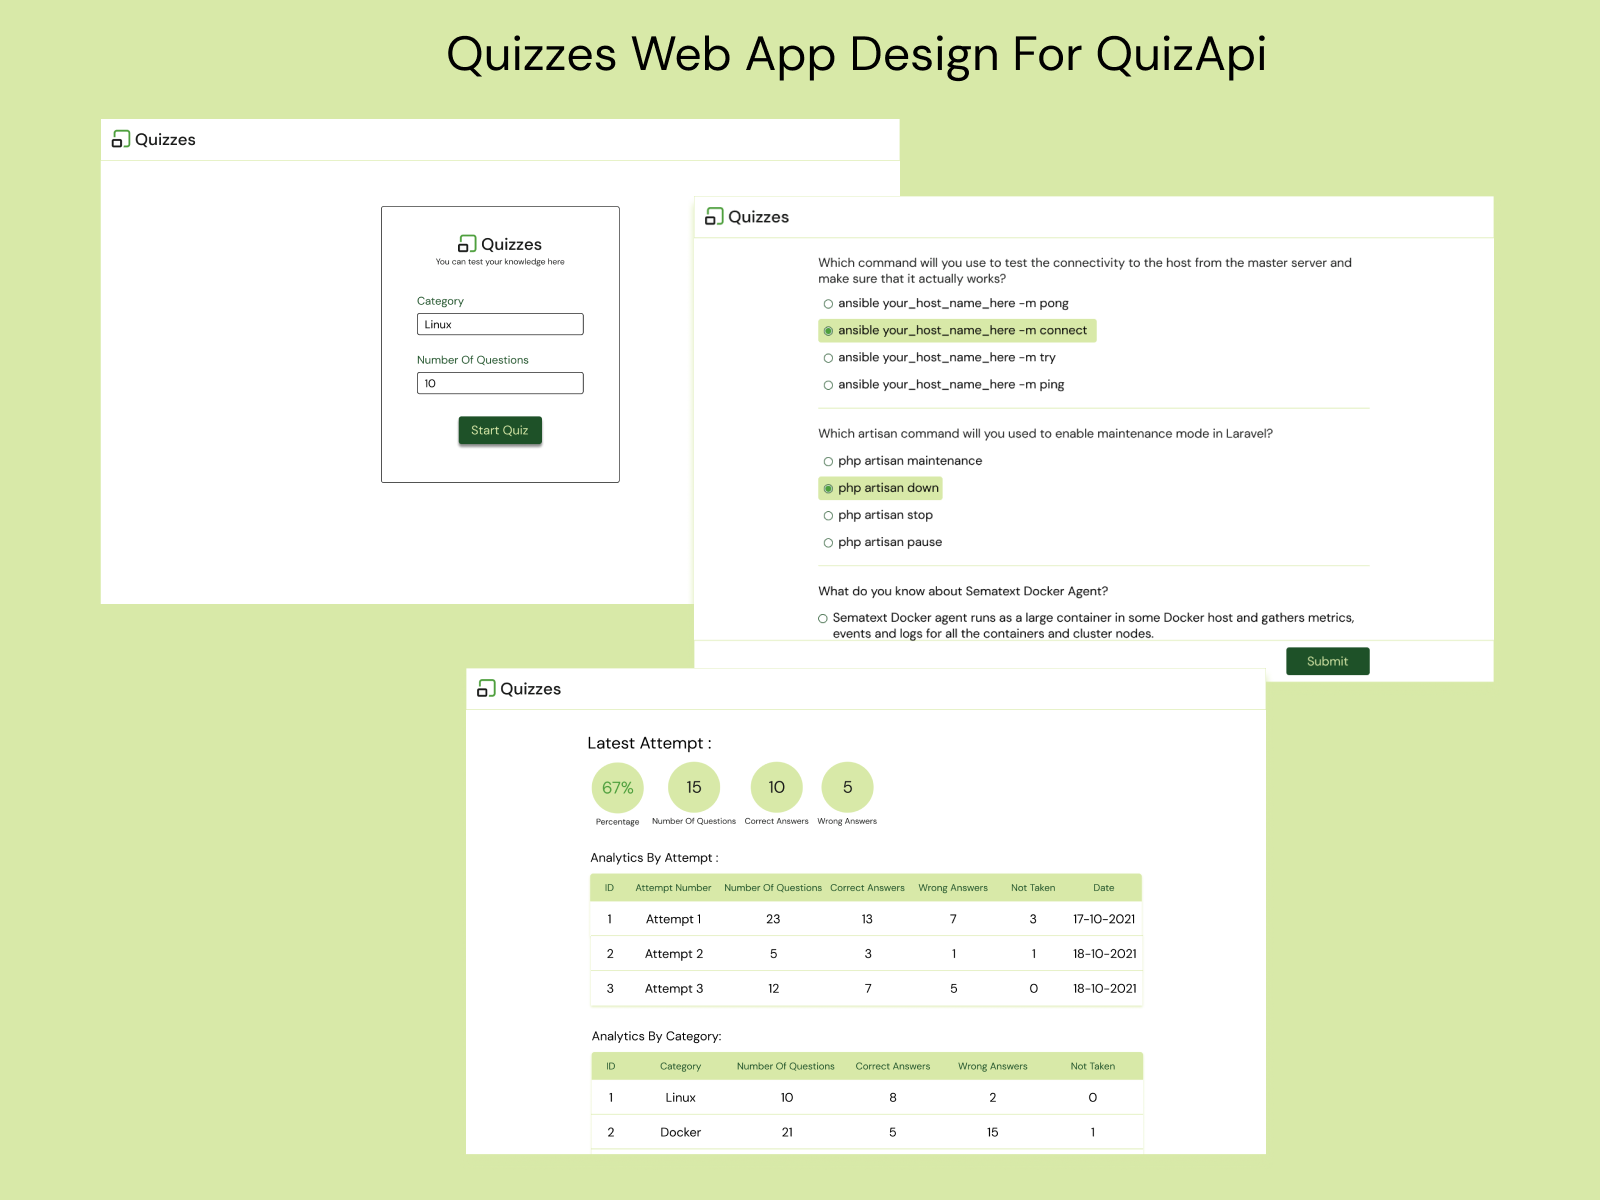 Quizzes Web App Design For QuizApi
Quizzes
Quizzes
You can test your knowledge here
Category
Linux
Number Of Questions
10
Start Quiz
Quizzes
Which command will you use to test the connectivity to the host from the master server and
make sure that it actually works?
ansible your_host_name_here -m pong
ansible your_host_name_here -m connect
ansible your_host_name_here -m try
ansible your_host_name_here -m ping
Which artisan command will you used to enable maintenance mode in Laravel?
php artisan maintenance
php artisan down
php artisan stop
php artisan pause
What do you know about Sematext Docker Agent?
Sematext Docker agent runs as a large container in some Docker host and gathers metrics,
events and logs for all the containers and cluster nodes.
Submit
Quizzes
Latest Attempt :
67% 15 10 5
Percentage Number Of Questions Correct Answers Wrong Answers
Analytics By Attempt :
ID Attempt Number Number Of Questions Correct Answers Wrong Answers Not Taken Date
1 Attempt 1 23 13 7 3 17-10-2021
2 Attempt 2 5 3 1 1 18-10-2021
3 Attempt 3 12 7 5 0 18-10-2021
Analytics By Category:
ID Category Number Of Questions Correct Answers Wrong Answers Not Taken
1 Linux 10 8 2 0
2 Docker 21 5 15 1